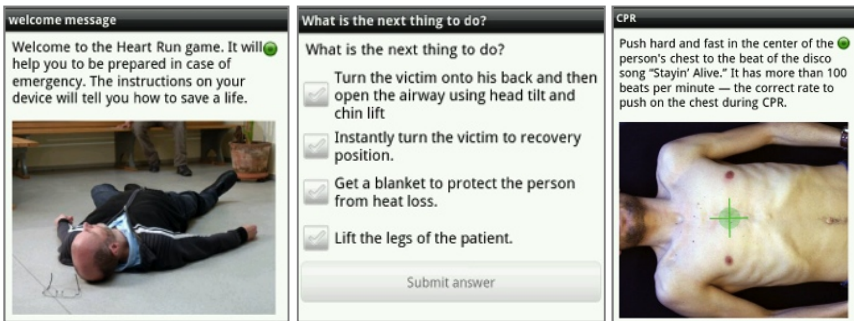 welcome message
Welcome to the Heart Run game. It will
help you to be prepared in case of
emergency. The instructions on your
device will tell you how to save a life.
What is the next thing to do?
What is the next thing to do?
Turn the victim onto his back and then
open the airway using head tilt and
chin lift
Instantly turn the victim to recovery
position.
Get a blanket to protect the person
from heat loss.
Lift the legs of the patient.
Submit answer
CPR
Push hard and fast in the center of the
person's chest to the beat of the disco
song “Stayin’ Alive.” It has more than 100
beats per minute — the correct rate to
push on the chest during CPR.